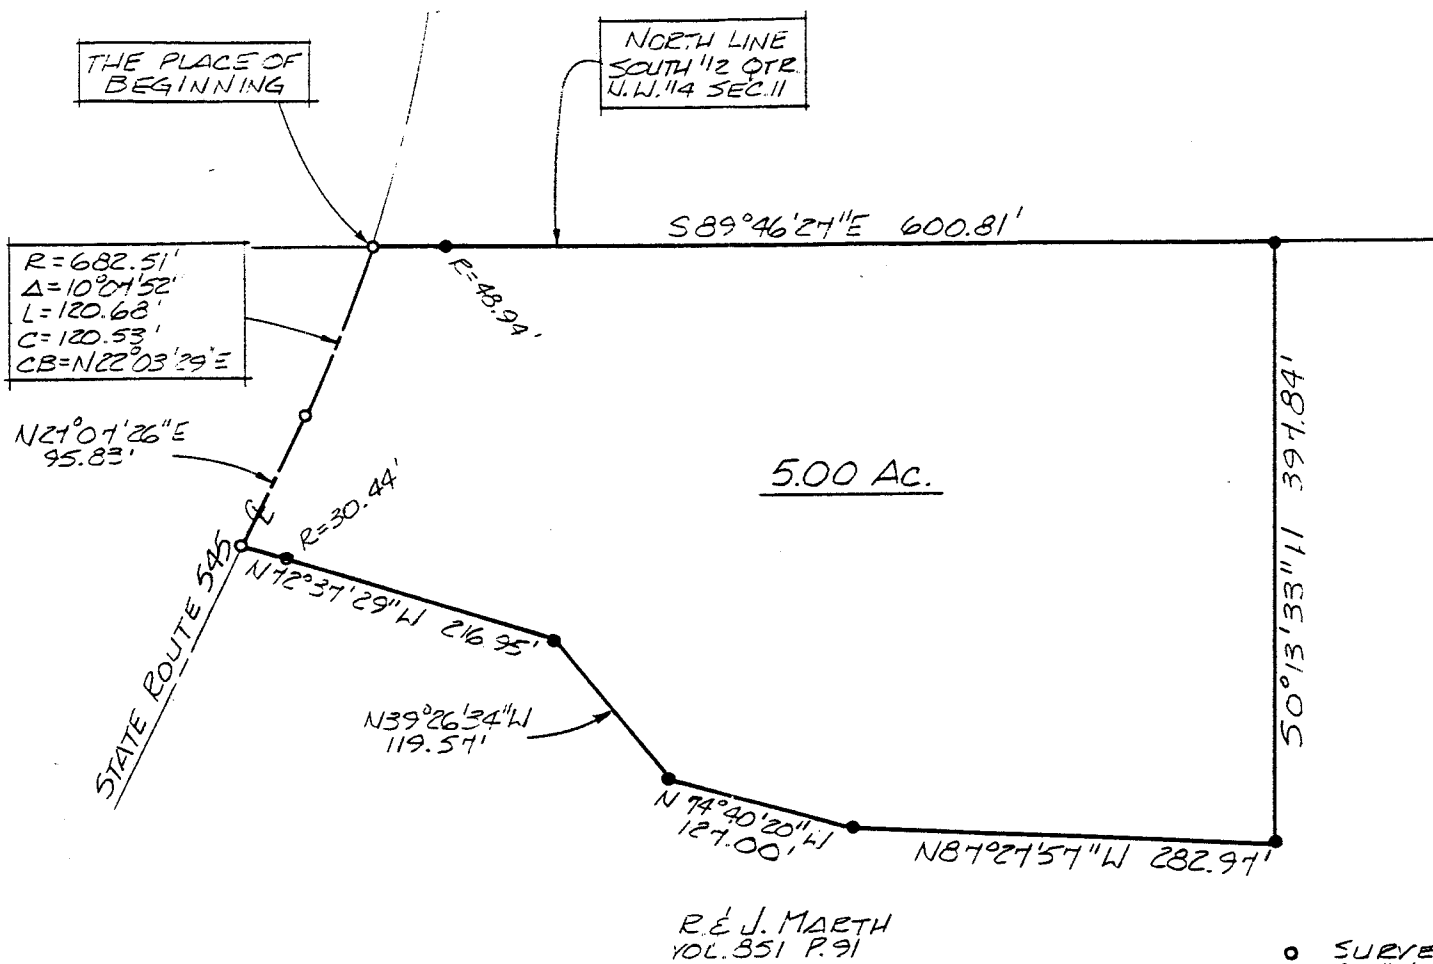 THE PLACE OF
BEGINNING
NORTH LINE
SOUTH 1/2 QTR.
N.W. 1/4 SEC. 11
S89°46'27"E 600.81'
R=682.51'
Δ=10°07'52"
L=120.68'
C=120.53'
CB=N22°03'29"E
R=48.94'
N27°07'26"E
95.83'
R=30.44'
5.00 Ac.
S0°13'33"W 397.84'
℄
STATE ROUTE 545
N72°37'29"W 216.95'
N39°26'34"W
119.57'
N74°40'20"W
127.00'
N87°27'57"W 282.97'
R. & J. MARTH
VOL. 851 P. 91
SURVE